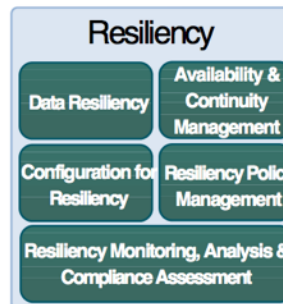 Resiliency
Data Resiliency
Availability &
Continuity
Management
Configuration for
Resiliency
Resiliency Polic
Management
Resiliency Monitoring, Analysis &
Compliance Assessment